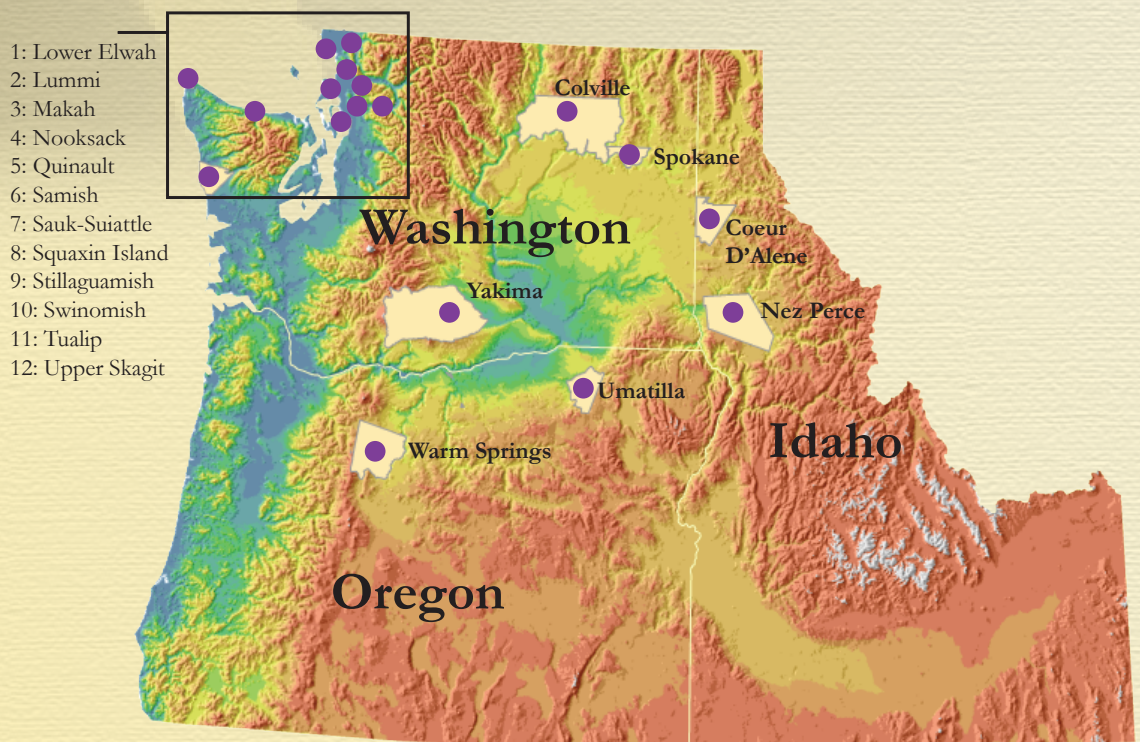 1: Lower Elwah
2: Lummi
3: Makah
4: Nooksack
5: Quinault
6: Samish
7: Sauk-Suiattle
8: Squaxin Island
9: Stillaguamish
10: Swinomish
11: Tualip
12: Upper Skagit
Colville
Spokane
Washington
Coeur
D'Alene
Yakima
Nez Perce
Umatilla
Warm Springs
Idaho
Oregon